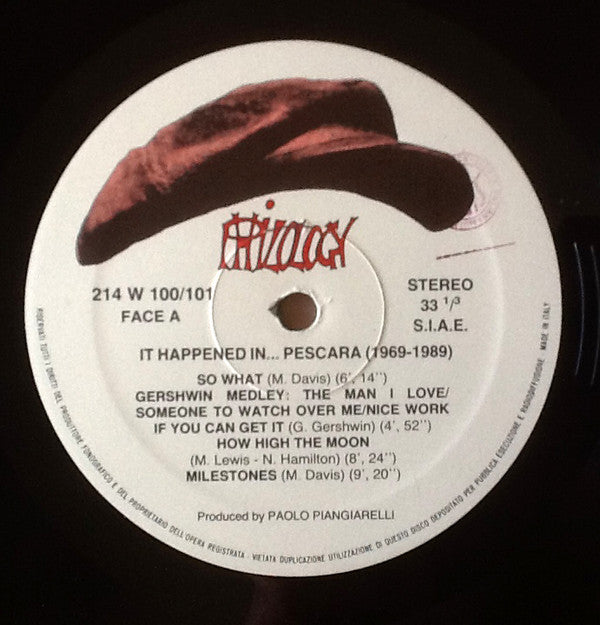 PHILOLOGY
214 W 100/101
FACE A
STEREO
33 1/3
S.I.A.E.
IT HAPPENED IN... PESCARA (1969-1989)
SO WHAT (M. Davis) (6', 14'')
GERSHWIN MEDLEY: THE MAN I LOVE/
SOMEONE TO WATCH OVER ME/NICE WORK
IF YOU CAN GET IT (G. Gershwin) (4', 52'')
HOW HIGH THE MOON
(M. Lewis - N. Hamilton) (8', 24'')
MILESTONES (M. Davis) (9', 20'')
Produced by PAOLO PIANGIARELLI
RISERVATI TUTTI I DIRITTI DEL PRODUTTORE FONOGRAFICO E DEL PROPRIETARIO DELL'OPERA REGISTRATA - VIETATA DUPLICAZIONE UTILIZZAZIONE DI QUESTO DISCO DEPOSITATO PER PUBBLICA ESECUZIONE E RADIODIFFUSIONE MADE IN ITALY